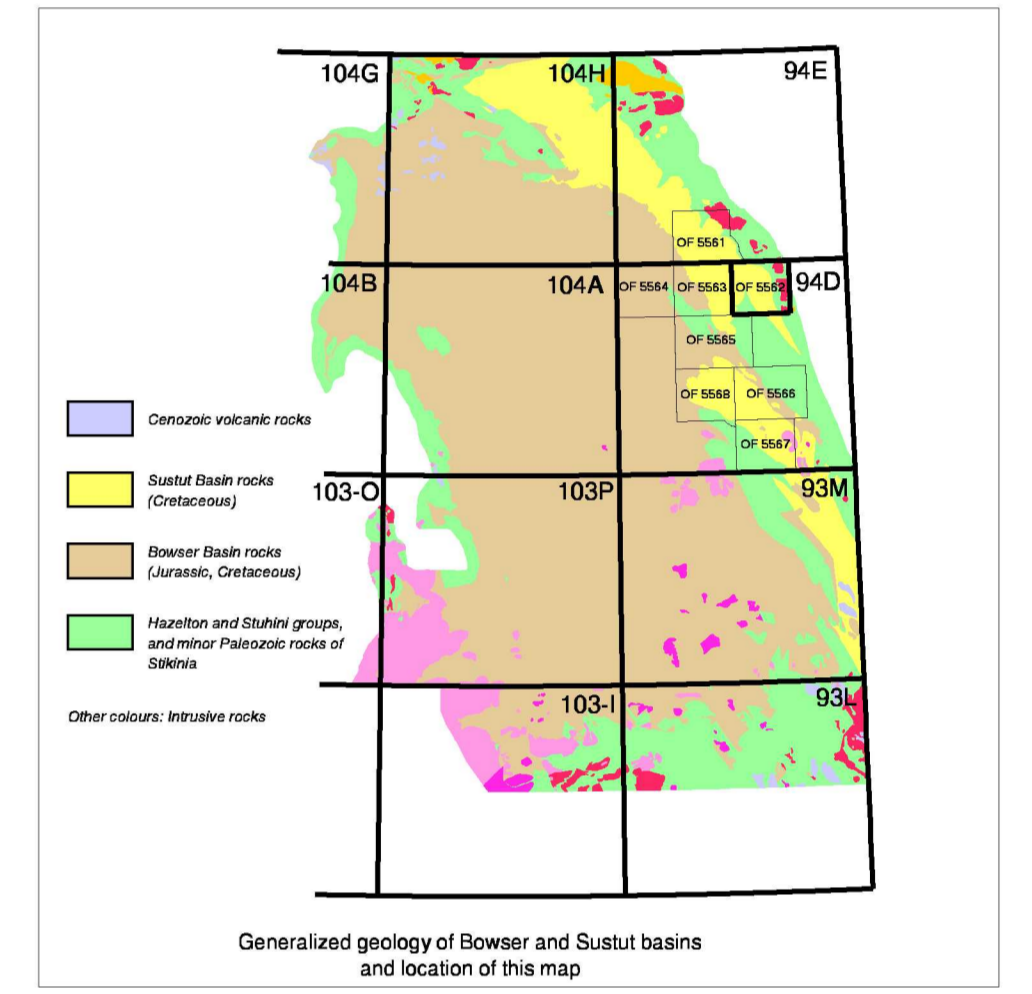 104G
104H
94E
OF 5561
104B
104A
OF 5564
OF 5563
OF 5562
94D
OF 5565
OF 5568
OF 5566
OF 5567
103-O
103P
93M
103-I
93L
Cenozoic volcanic rocks
Sustut Basin rocks
(Cretaceous)
Bowser Basin rocks
(Jurassic, Cretaceous)
Hazelton and Stuhini groups,
and minor Paleozoic rocks of
Stikinia
Other colours: Intrusive rocks
Generalized geology of Bowser and Sustut basins
and location of this map